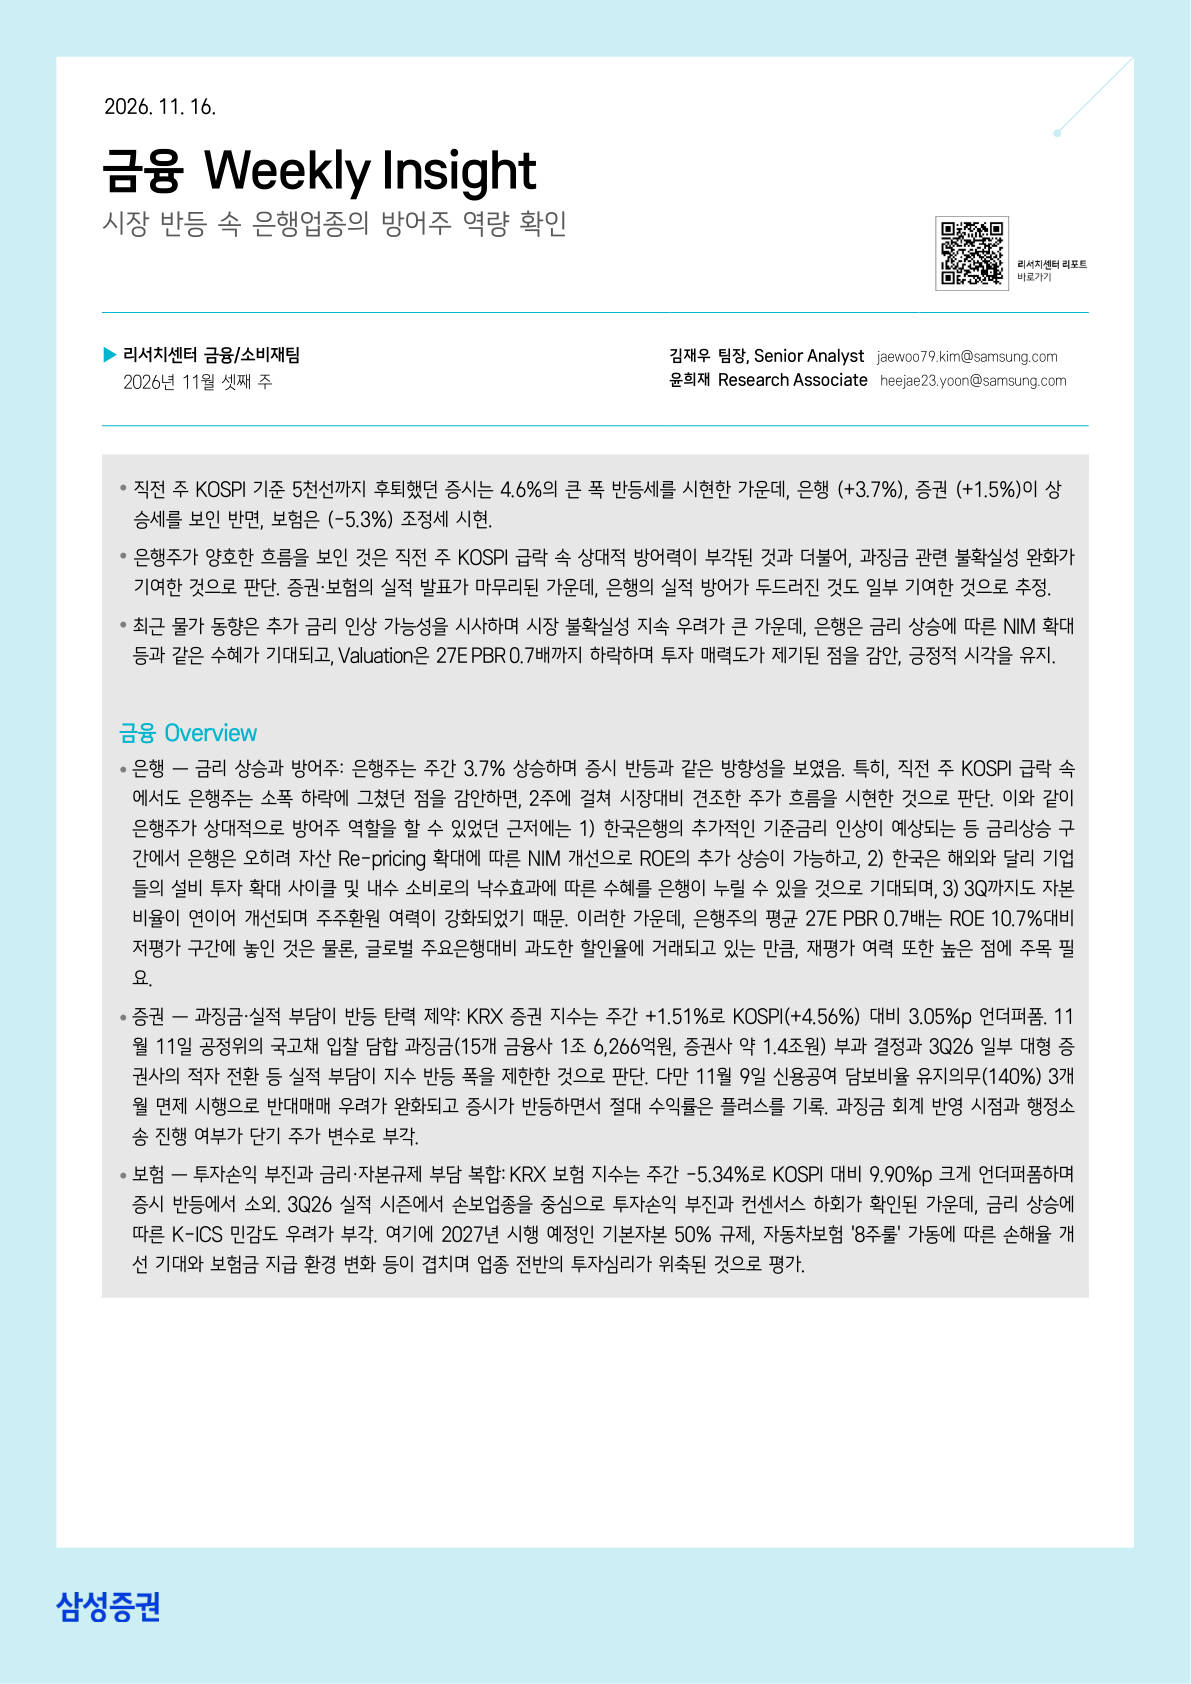 2026. 11. 16.
금융 Weekly Insight
시장 반등 속 은행업종의 방어주 역량 확인
리서치센터 리포트
바로가기
▶ 리서치센터 금융/소비재팀
2026년 11월 셋째 주
김재우 팀장, Senior Analyst jaewoo79.kim@samsung.com
윤희재 Research Associate heejae23.yoon@samsung.com
• 직전 주 KOSPI 기준 5천선까지 후퇴했던 증시는 4.6%의 큰 폭 반등세를 시현한 가운데, 은행 (+3.7%), 증권 (+1.5%)이 상
승세를 보인 반면, 보험은 (-5.3%) 조정세 시현.
• 은행주가 양호한 흐름을 보인 것은 직전 주 KOSPI 급락 속 상대적 방어력이 부각된 것과 더불어, 과징금 관련 불확실성 완화가
기여한 것으로 판단. 증권·보험의 실적 발표가 마무리된 가운데, 은행의 실적 방어가 두드러진 것도 일부 기여한 것으로 추정.
• 최근 물가 동향은 추가 금리 인상 가능성을 시사하며 시장 불확실성 지속 우려가 큰 가운데, 은행은 금리 상승에 따른 NIM 확대
등과 같은 수혜가 기대되고, Valuation은 27E PBR 0.7배까지 하락하며 투자 매력도가 제기된 점을 감안, 긍정적 시각을 유지.
금융 Overview
• 은행 — 금리 상승과 방어주: 은행주는 주간 3.7% 상승하며 증시 반등과 같은 방향성을 보였음. 특히, 직전 주 KOSPI 급락 속
에서도 은행주는 소폭 하락에 그쳤던 점을 감안하면, 2주에 걸쳐 시장대비 견조한 주가 흐름을 시현한 것으로 판단. 이와 같이
은행주가 상대적으로 방어주 역할을 할 수 있었던 근저에는 1) 한국은행의 추가적인 기준금리 인상이 예상되는 등 금리상승 구
간에서 은행은 오히려 자산 Re-pricing 확대에 따른 NIM 개선으로 ROE의 추가 상승이 가능하고, 2) 한국은 해외와 달리 기업
들의 설비 투자 확대 사이클 및 내수 소비로의 낙수효과에 따른 수혜를 은행이 누릴 수 있을 것으로 기대되며, 3) 3Q까지도 자본
비율이 연이어 개선되며 주주환원 여력이 강화되었기 때문. 이러한 가운데, 은행주의 평균 27E PBR 0.7배는 ROE 10.7%대비
저평가 구간에 놓인 것은 물론, 글로벌 주요은행대비 과도한 할인율에 거래되고 있는 만큼, 재평가 여력 또한 높은 점에 주목 필
요.
• 증권 — 과징금·실적 부담이 반등 탄력 제약: KRX 증권 지수는 주간 +1.51%로 KOSPI(+4.56%) 대비 3.05%p 언더퍼폼. 11
월 11일 공정위의 국고채 입찰 담합 과징금(15개 금융사 1조 6,266억원, 증권사 약 1.4조원) 부과 결정과 3Q26 일부 대형 증
권사의 적자 전환 등 실적 부담이 지수 반등 폭을 제한한 것으로 판단. 다만 11월 9일 신용공여 담보비율 유지의무(140%) 3개
월 면제 시행으로 반대매매 우려가 완화되고 증시가 반등하면서 절대 수익률은 플러스를 기록. 과징금 회계 반영 시점과 행정소
송 진행 여부가 단기 주가 변수로 부각.
• 보험 — 투자손익 부진과 금리·자본규제 부담 복합: KRX 보험 지수는 주간 -5.34%로 KOSPI 대비 9.90%p 크게 언더퍼폼하며
증시 반등에서 소외. 3Q26 실적 시즌에서 손보업종을 중심으로 투자손익 부진과 컨센서스 하회가 확인된 가운데, 금리 상승에
따른 K-ICS 민감도 우려가 부각. 여기에 2027년 시행 예정인 기본자본 50% 규제, 자동차보험 '8주룰' 가동에 따른 손해율 개
선 기대와 보험금 지급 환경 변화 등이 겹치며 업종 전반의 투자심리가 위축된 것으로 평가.
삼성증권